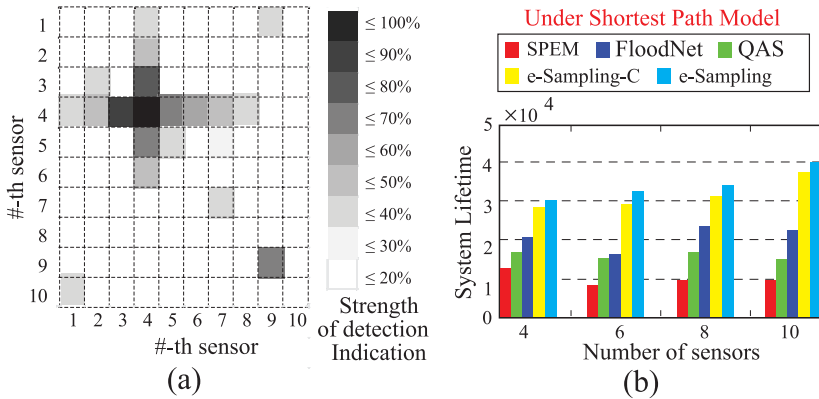 1
2
3
4
5
6
7
8
9
10
#-th sensor
1 2 3 4 5 6 7 8 9 10
#-th sensor
(a)
≤ 100%
≤ 90%
≤ 80%
≤ 70%
≤ 60%
≤ 50%
≤ 40%
≤ 30%
≤ 20%
Strength
of detection
Indication
Under Shortest Path Model
SPEM FloodNet QAS
e-Sampling-C e-Sampling
×10 4
5
4
3
2
1
0
System Lifetime
4 6 8 10
Number of sensors
(b)